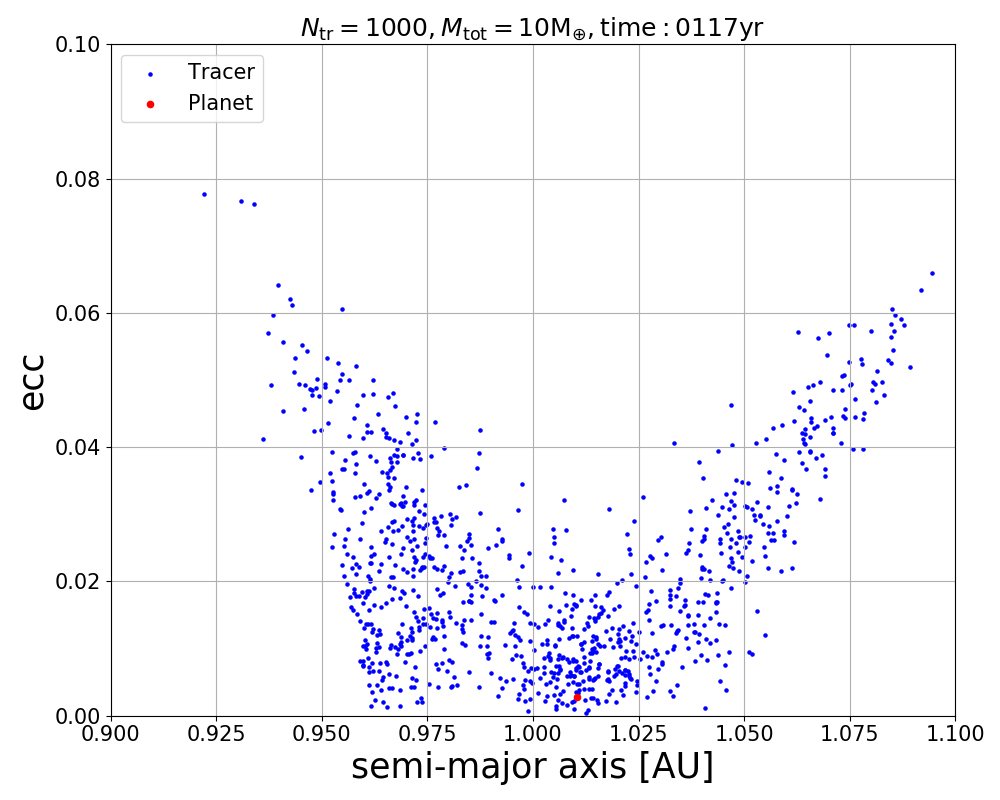 N_tr = 1000, M_tot = 10M_⊕, time : 0117yr
0.10
Tracer
Planet
0.08
0.06
0.04
0.02
0.00
ecc
0.900 0.925 0.950 0.975 1.000 1.025 1.050 1.075 1.100
semi-major axis [AU]